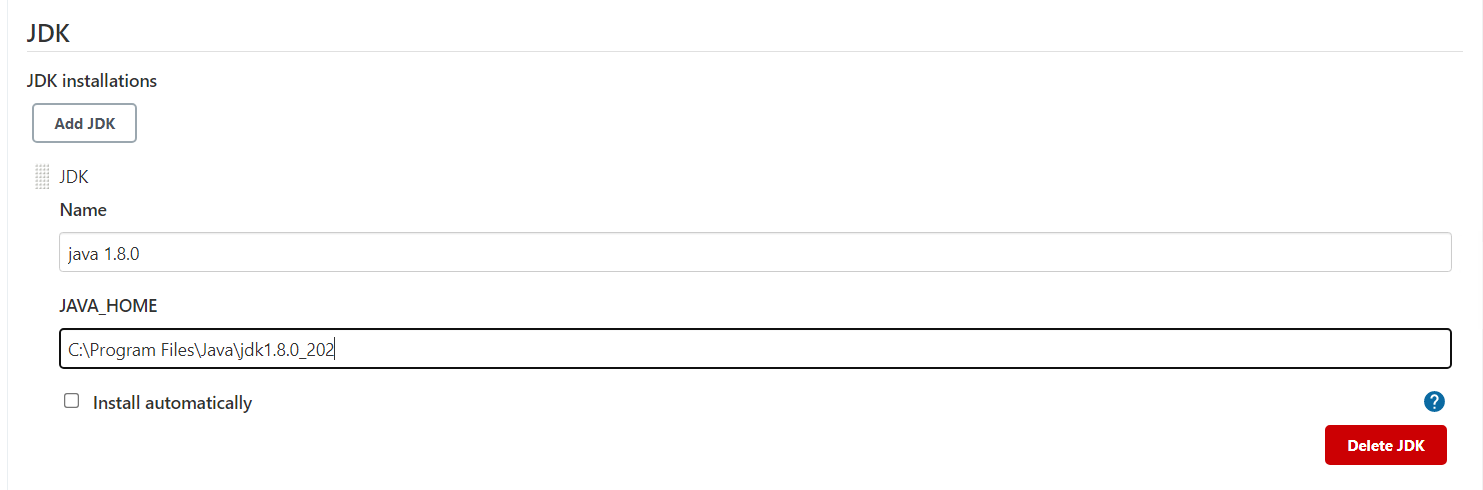 JDK
JDK installations
Add JDK
JDK
Name
java 1.8.0
JAVA_HOME
C:\Program Files\Java\jdk1.8.0_202
Install automatically
?
Delete JDK